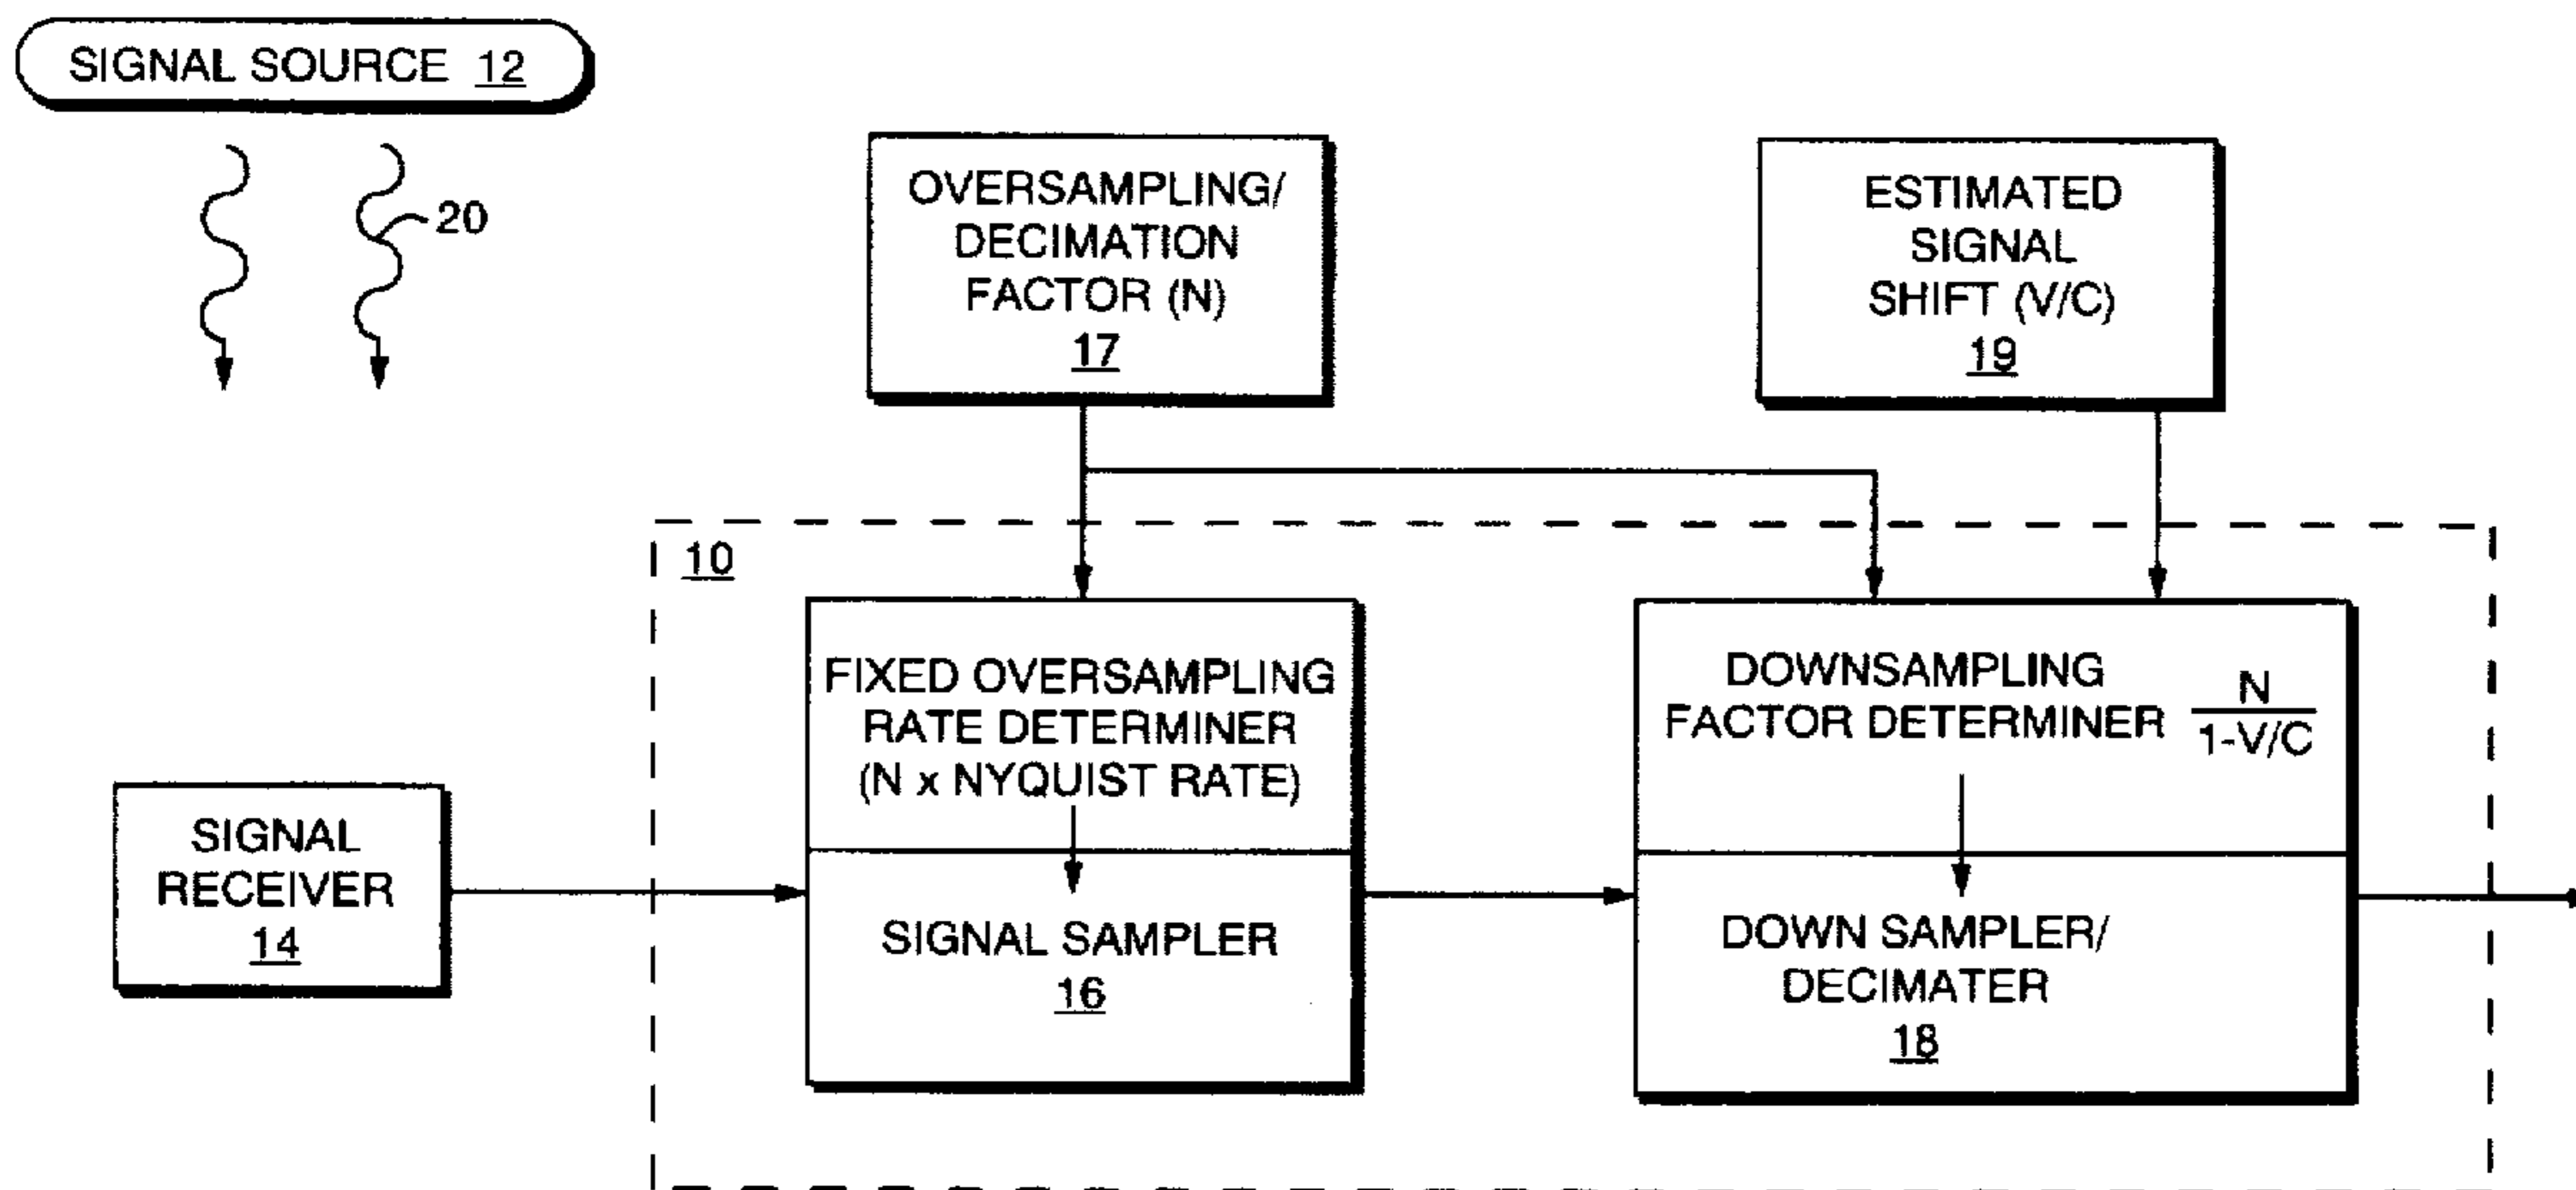 SIGNAL SOURCE 12
20
OVERSAMPLING/
DECIMATION
FACTOR (N)
17
ESTIMATED
SIGNAL
SHIFT (V/C)
19
10
SIGNAL
RECEIVER
14
FIXED OVERSAMPLING
RATE DETERMINER
(N x NYQUIST RATE)
SIGNAL SAMPLER
16
DOWNSAMPLING
FACTOR DETERMINER
N
1-V/C
DOWN SAMPLER/
DECIMATER
18